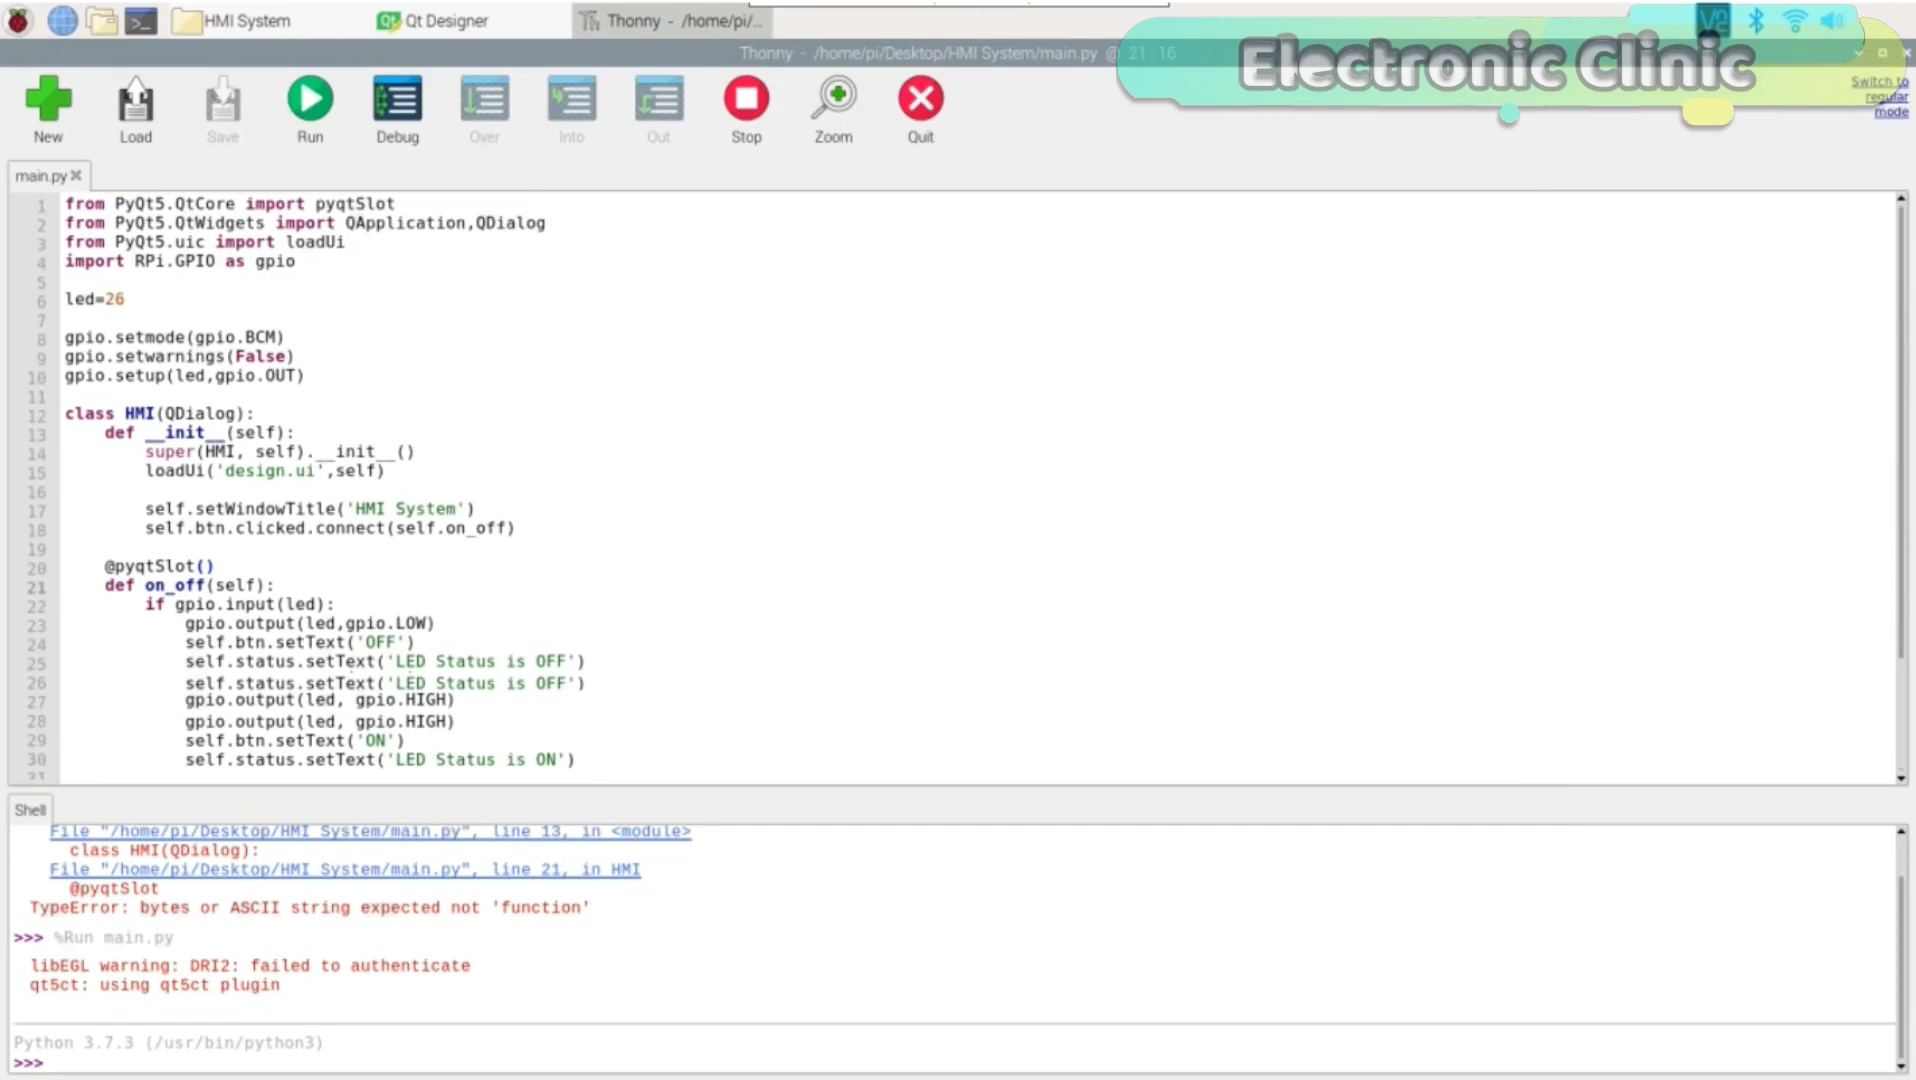 HMI System
Qt Designer
Thonny - /home/pi/...
Thonny - /home/pi/Desktop/HMI System/main.py @ 21 : 16
Electronic Clinic
Switch to
regular
mode
New
Load
Save
Run
Debug
Over
Into
Out
Stop
Zoom
Quit
main.py
1 from PyQt5.QtCore import pyqtSlot
2 from PyQt5.QtWidgets import QApplication,QDialog
3 from PyQt5.uic import loadUi
4 import RPi.GPIO as gpio
5
6 led=26
7
8 gpio.setmode(gpio.BCM)
9 gpio.setwarnings(False)
10 gpio.setup(led,gpio.OUT)
11
12 class HMI(QDialog):
13 def __init__(self):
14 super(HMI, self).__init__()
15 loadUi('design.ui',self)
16
17 self.setWindowTitle('HMI System')
18 self.btn.clicked.connect(self.on_off)
19
20 @pyqtSlot()
21 def on_off(self):
22 if gpio.input(led):
23 gpio.output(led,gpio.LOW)
24 self.btn.setText('OFF')
25 self.status.setText('LED Status is OFF')
26 self.status.setText('LED Status is OFF')
27 gpio.output(led, gpio.HIGH)
28 gpio.output(led, gpio.HIGH)
29 self.btn.setText('ON')
30 self.status.setText('LED Status is ON')
31
Shell
File "/home/pi/Desktop/HMI System/main.py", line 13, in <module>
class HMI(QDialog):
File "/home/pi/Desktop/HMI System/main.py", line 21, in HMI
@pyqtSlot
TypeError: bytes or ASCII string expected not 'function'
>>> %Run main.py
libEGL warning: DRI2: failed to authenticate
qt5ct: using qt5ct plugin
Python 3.7.3 (/usr/bin/python3)
>>>